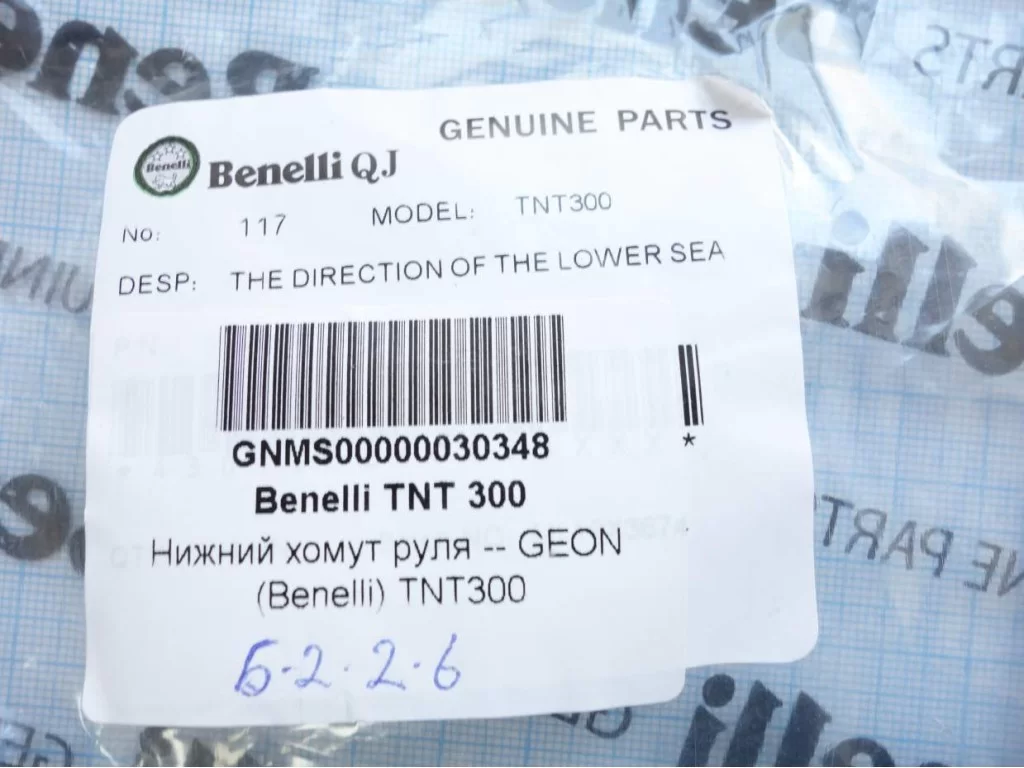 GENUINE PARTS
Benelli
Benelli QJ
No: 117 MODEL: TNT300
DESP: THE DIRECTION OF THE LOWER SEA
*
GNMS00000030348
Benelli TNT 300
Нижний хомут руля -- GEON
(Benelli) TNT300
Б-2-2-6